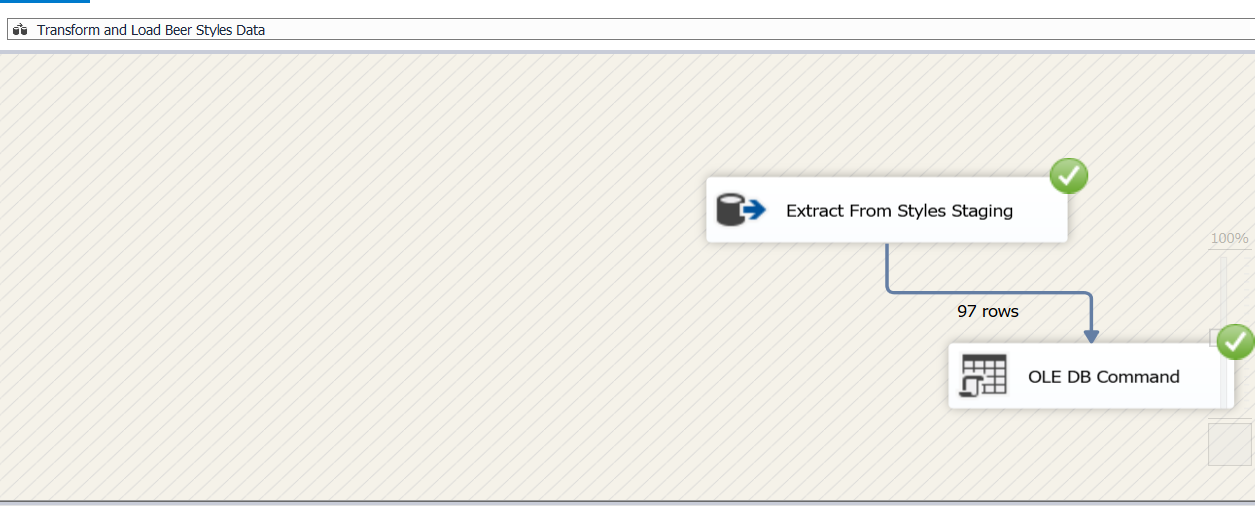 Transform and Load Beer Styles Data
Extract From Styles Staging
100%
97 rows
OLE DB Command